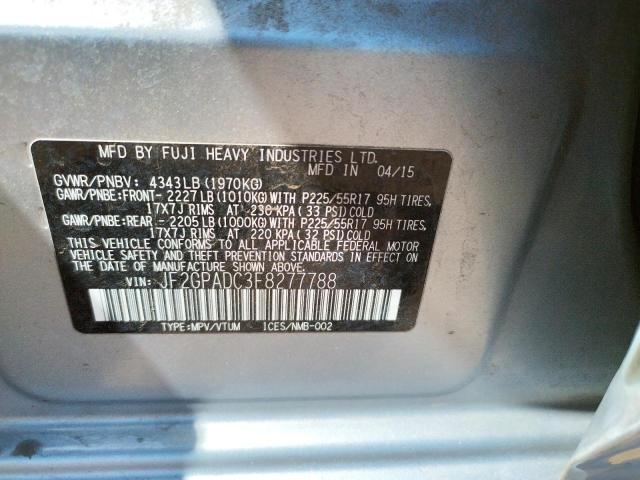 MFD BY FUJI HEAVY INDUSTRIES LTD.
MFD IN 04/15
GVWR/PNBV: 4343LB (1970KG)
GAWR/PNBE:FRONT- 2227LB (1010KG) WITH P225/55R17 95H TIRES,
17X7J RIMS AT 230 KPA (33 PSI) COLD
GAWR/PNBE:REAR - 2205LB (1000KG) WITH P225/55R17 95H TIRES,
17X7J RIMS AT 220 KPA (32 PSI) COLD
THIS VEHICLE CONFORMS TO ALL APPLICABLE FEDERAL MOTOR
VEHICLE SAFETY AND THEFT PREVENTION STANDARDS IN EFFECT
ON THE DATE OF MANUFACTURE SHOWN ABOVE.
VIN: JF2GPADC3F8277788
TYPE:MPV/VTUM ICES/NMB-002